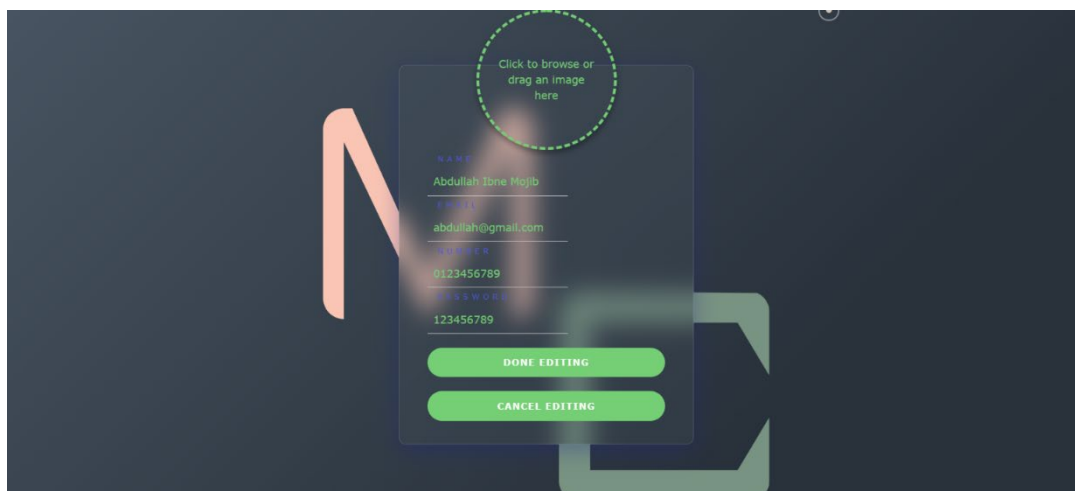 Click to browse or
drag an image
here
NAME
Abdullah Ibne Mojib
EMAIL
abdullah@gmail.com
NUMBER
0123456789
PASSWORD
123456789
DONE EDITING
CANCEL EDITING